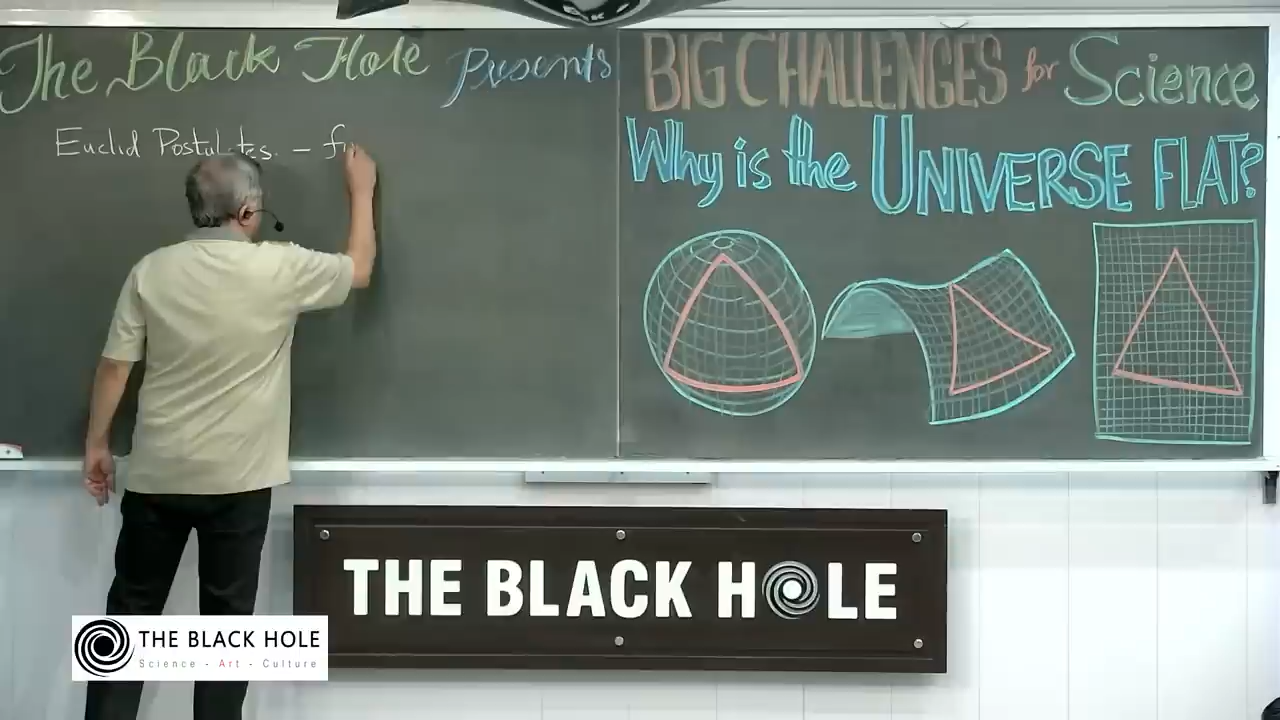 The Black Hole Presents
Euclid Postulates. –
BIG CHALLENGES for Science
Why is the UNIVERSE FLAT?
THE BLACK HOLE
THE BLACK HOLE
Science - Art - Culture